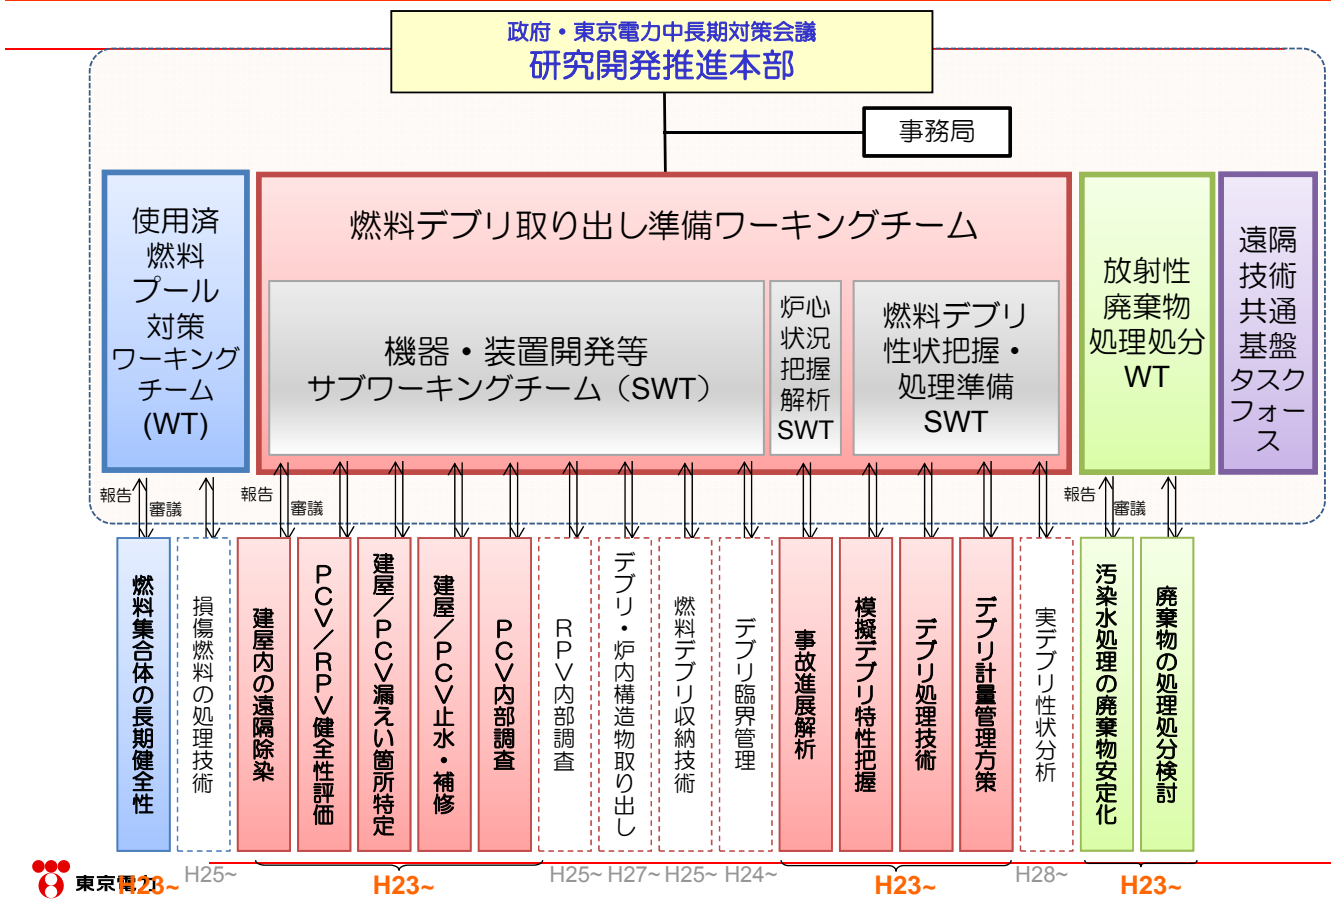 政府・東京電力中長期対策会議
研究開発推進本部
事務局
使用済
燃料
プール
対策
ワーキング
チーム
(WT)
燃料デブリ取り出し準備ワーキングチーム
機器・装置開発等
サブワーキングチーム（SWT）
炉心
状況
把握
解析
SWT
燃料デブリ
性状把握・
処理準備
SWT
放射性
廃棄物
処理処分
WT
遠隔
技術
共通
基盤
タスク
フォー
ス
報告
審議
報告
審議
報告
審議
燃料集合体の長期健全性
損傷燃料の処理技術
建屋内の遠隔除染
PCV／RPV健全性評価
建屋／PCV漏えい箇所特定
建屋／PCV止水・補修
PCV内部調査
RPV内部調査
デブリ・炉内構造物取り出し
燃料デブリ収納技術
デブリ臨界管理
事故進展解析
模擬デブリ特性把握
デブリ処理技術
デブリ計量管理方策
実デブリ性状分析
汚染水処理の廃棄物安定化
廃棄物の処理処分検討
東京電力
H23~
H25~
H23~
H25~
H27~
H25~
H24~
H23~
H28~
H23~